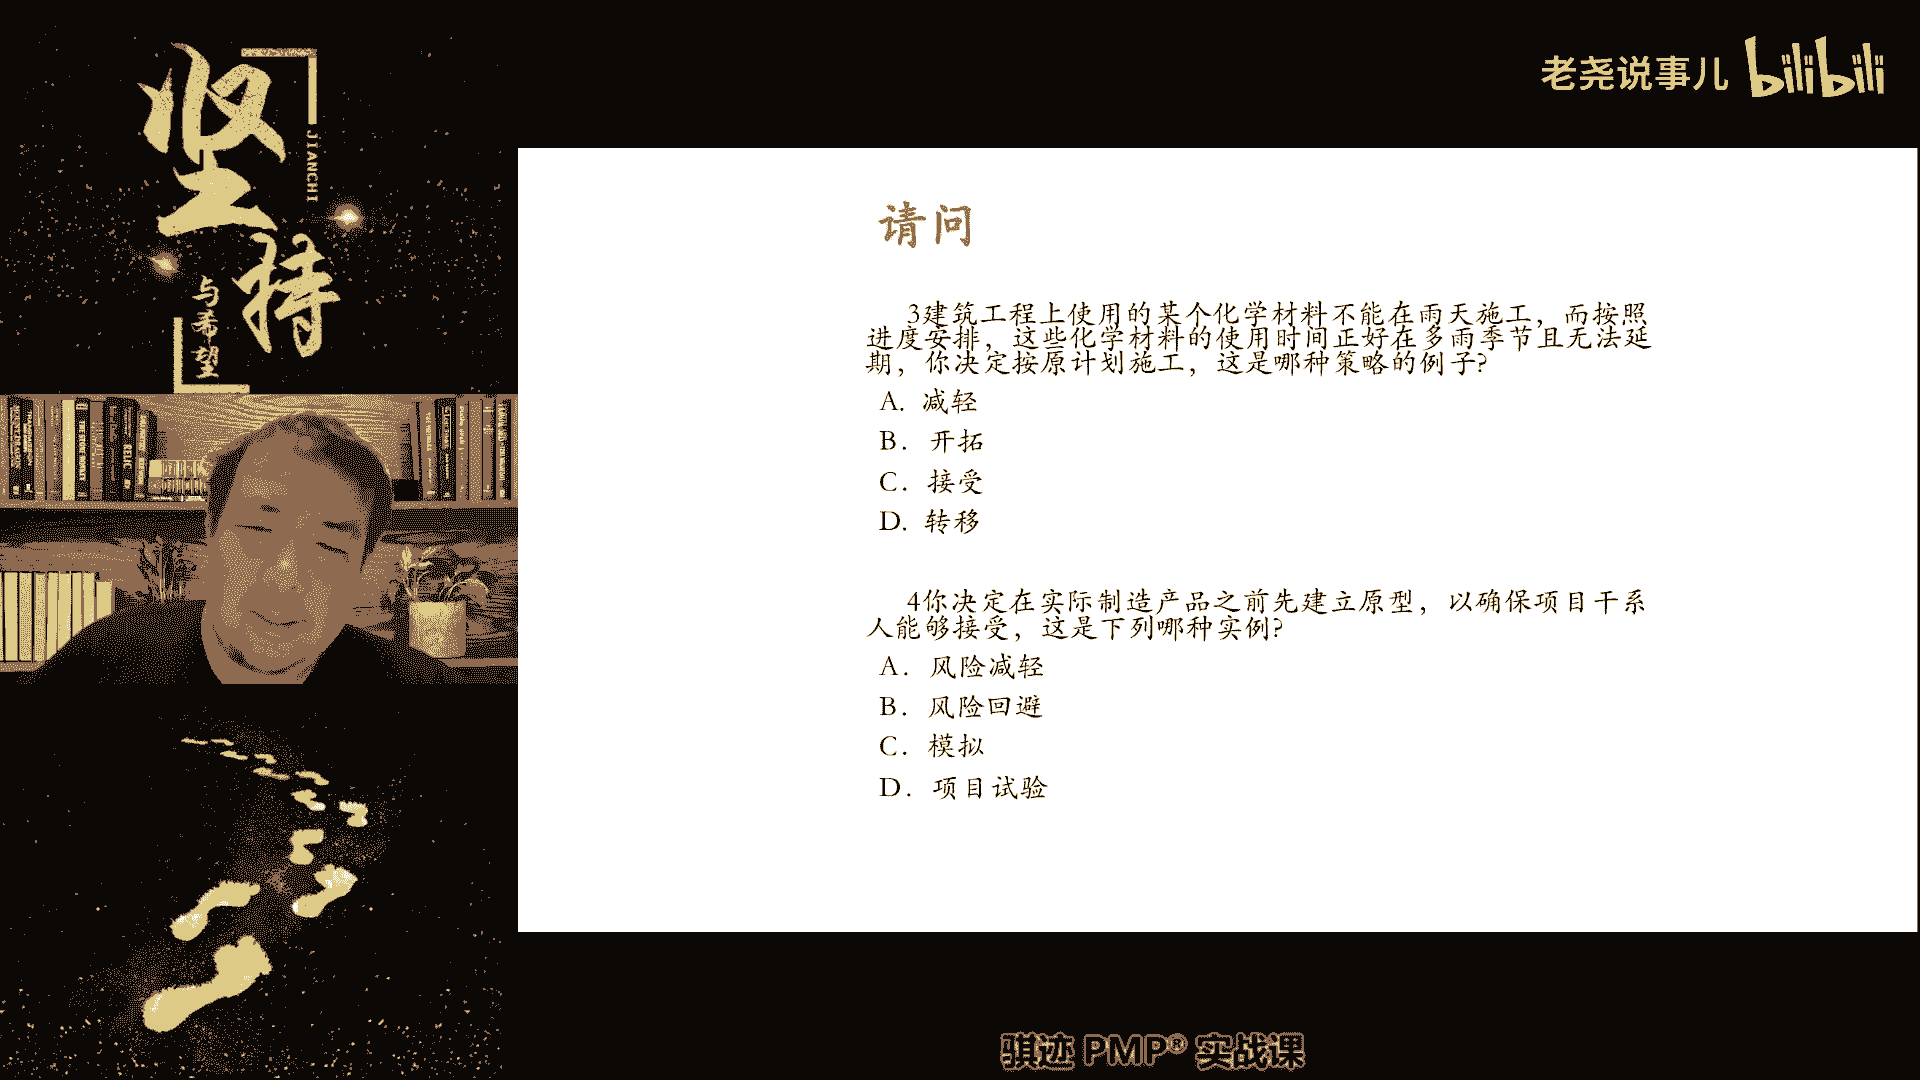 坚持
JIANCHI
与希望
老尧说事儿 bilibili
请问
3建筑工程上使用的某个化学材料不能在雨天施工，而按照
进度安排，这些化学材料的使用时间正好在多雨季节且无法延
期，你决定按原计划施工，这是哪种策略的例子?
A. 减轻
B. 开拓
C. 接受
D. 转移
4你决定在实际制造产品之前先建立原型，以确保项目干系
人能够接受，这是下列哪种实例?
A. 风险减轻
B. 风险回避
C. 模拟
D. 项目试验
骐迹 PMP® 实战课